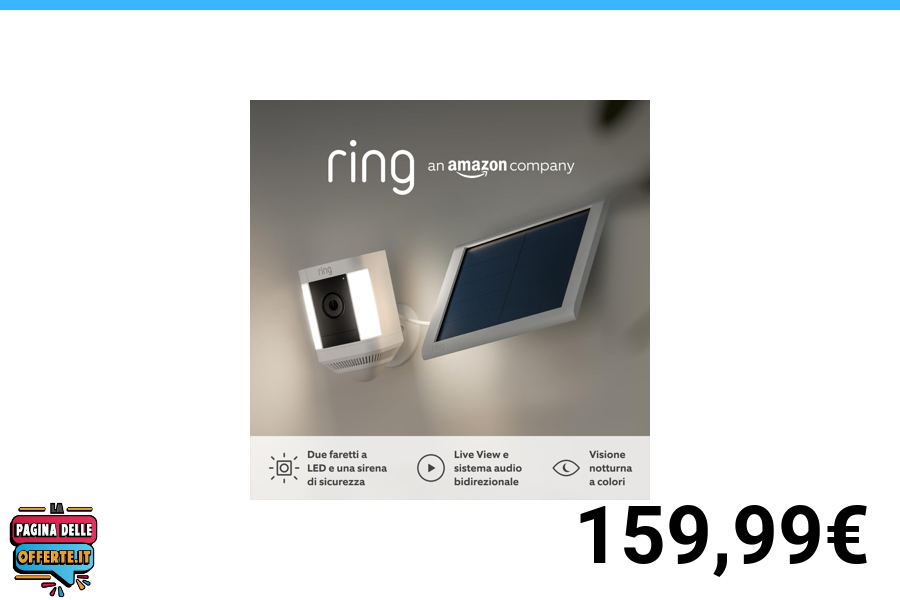 ring an amazon company
ring
Due faretti a
LED e una sirena
di sicurezza
Live View e
sistema audio
bidirezionale
Visione
notturna
a colori
LA
PAGINA DELLE
OFFERTE.IT
159,99€